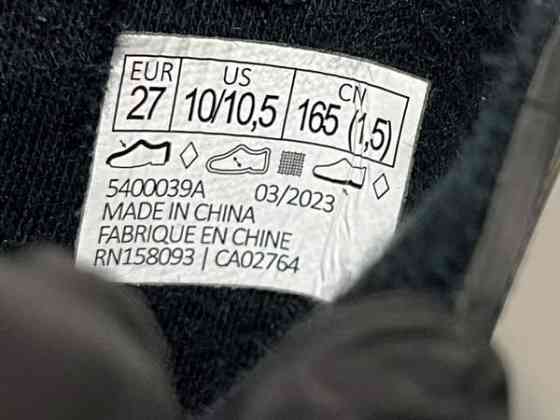 EUR US CN
27 10/10,5 165 (1,5)
5400039A 03/2023
MADE IN CHINA
FABRIQUE EN CHINE
RN158093 | CA02764